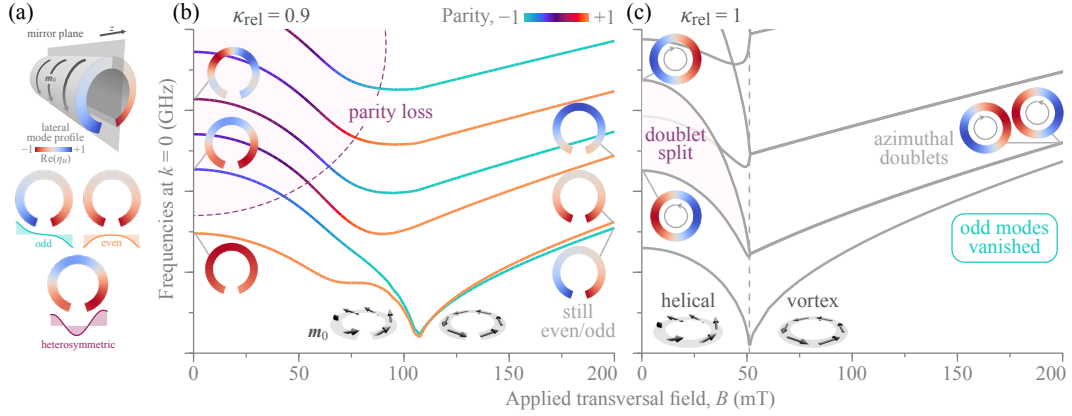 (a)
mirror plane
z
m₀
lateral
mode profile
−1 +1
Re(ηᵤ)
odd
even
heterosymmetric
(b)
κrel = 0.9
Parity, −1 +1
parity loss
still
even/odd
m₀
Frequencies at k = 0 (GHz)
0 50 100 150 200
(c)
κrel = 1
doublet
split
azimuthal
doublets
odd modes
vanished
helical
vortex
0 50 100 150 200
Applied transversal field, B (mT)